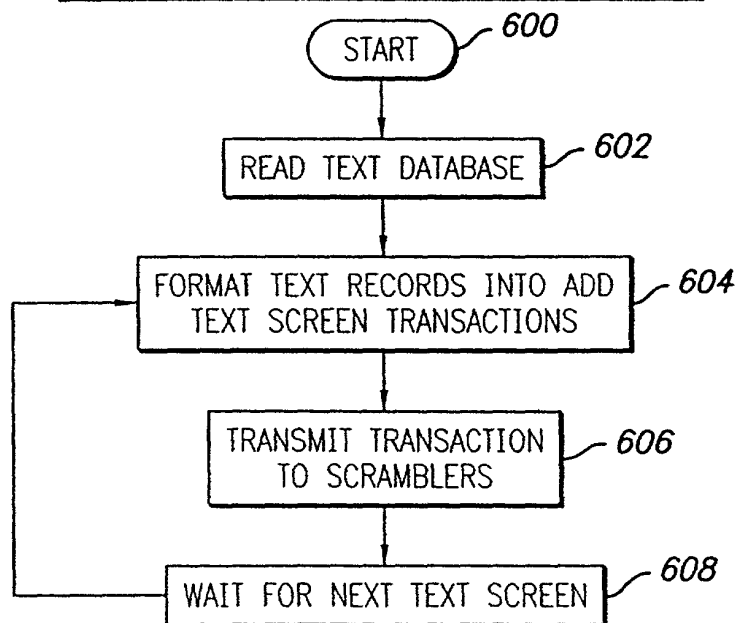 START
600
READ TEXT DATABASE
602
FORMAT TEXT RECORDS INTO ADD
TEXT SCREEN TRANSACTIONS
604
TRANSMIT TRANSACTION
TO SCRAMBLERS
606
WAIT FOR NEXT TEXT SCREEN
608